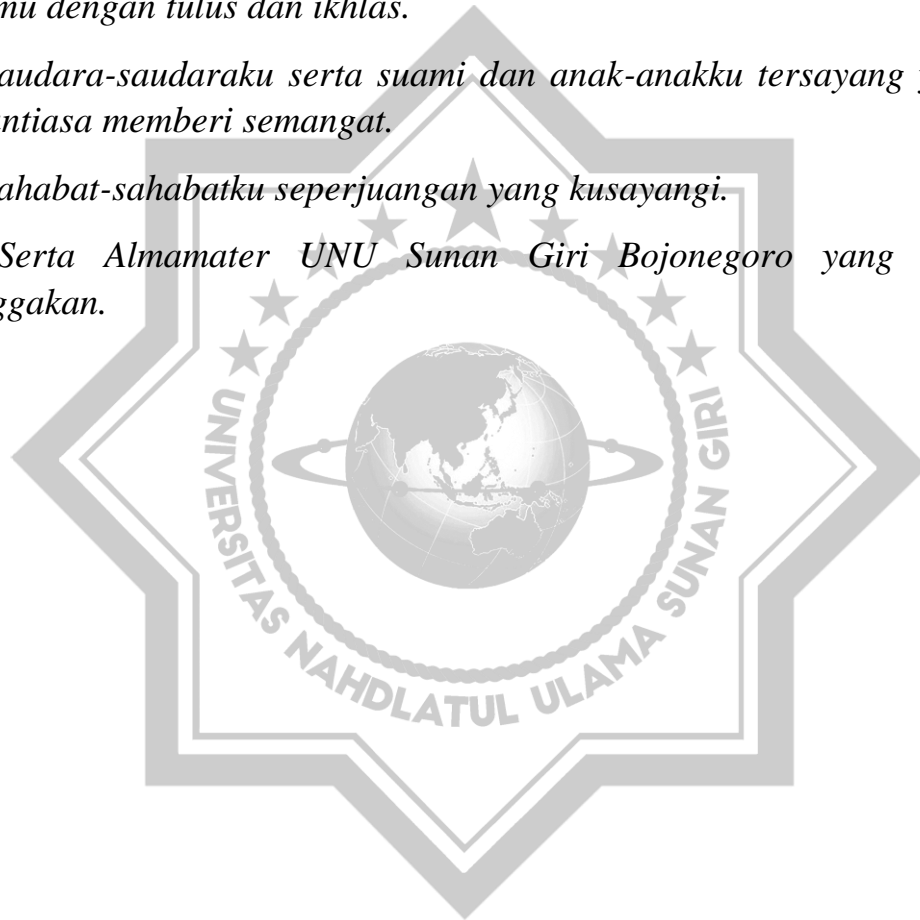 mu dengan tulus dan ikhlas.
audara-saudaraku serta suami dan anak-anakku tersayang
ntiasa memberi semangat.
ahabat-sahabatku seperjuangan yang kusayangi.
Serta Almamater UNU Sunan Giri Bojonegoro yang
ggakan.
UNIVERSITAS NAHDLATUL ULAMA SUNAN GIRI